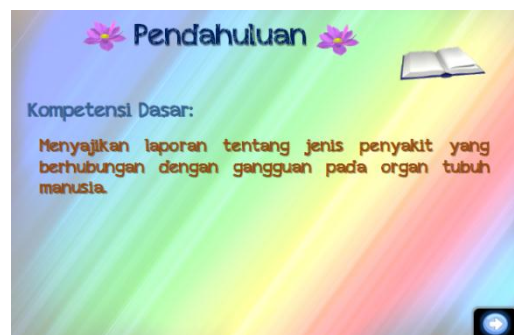 Pendahuluan
Kompetensi Dasar:
Menyajikan laporan tentang jenis penyakit yang
berhubungan dengan gangguan pada organ tubuh
manusia.